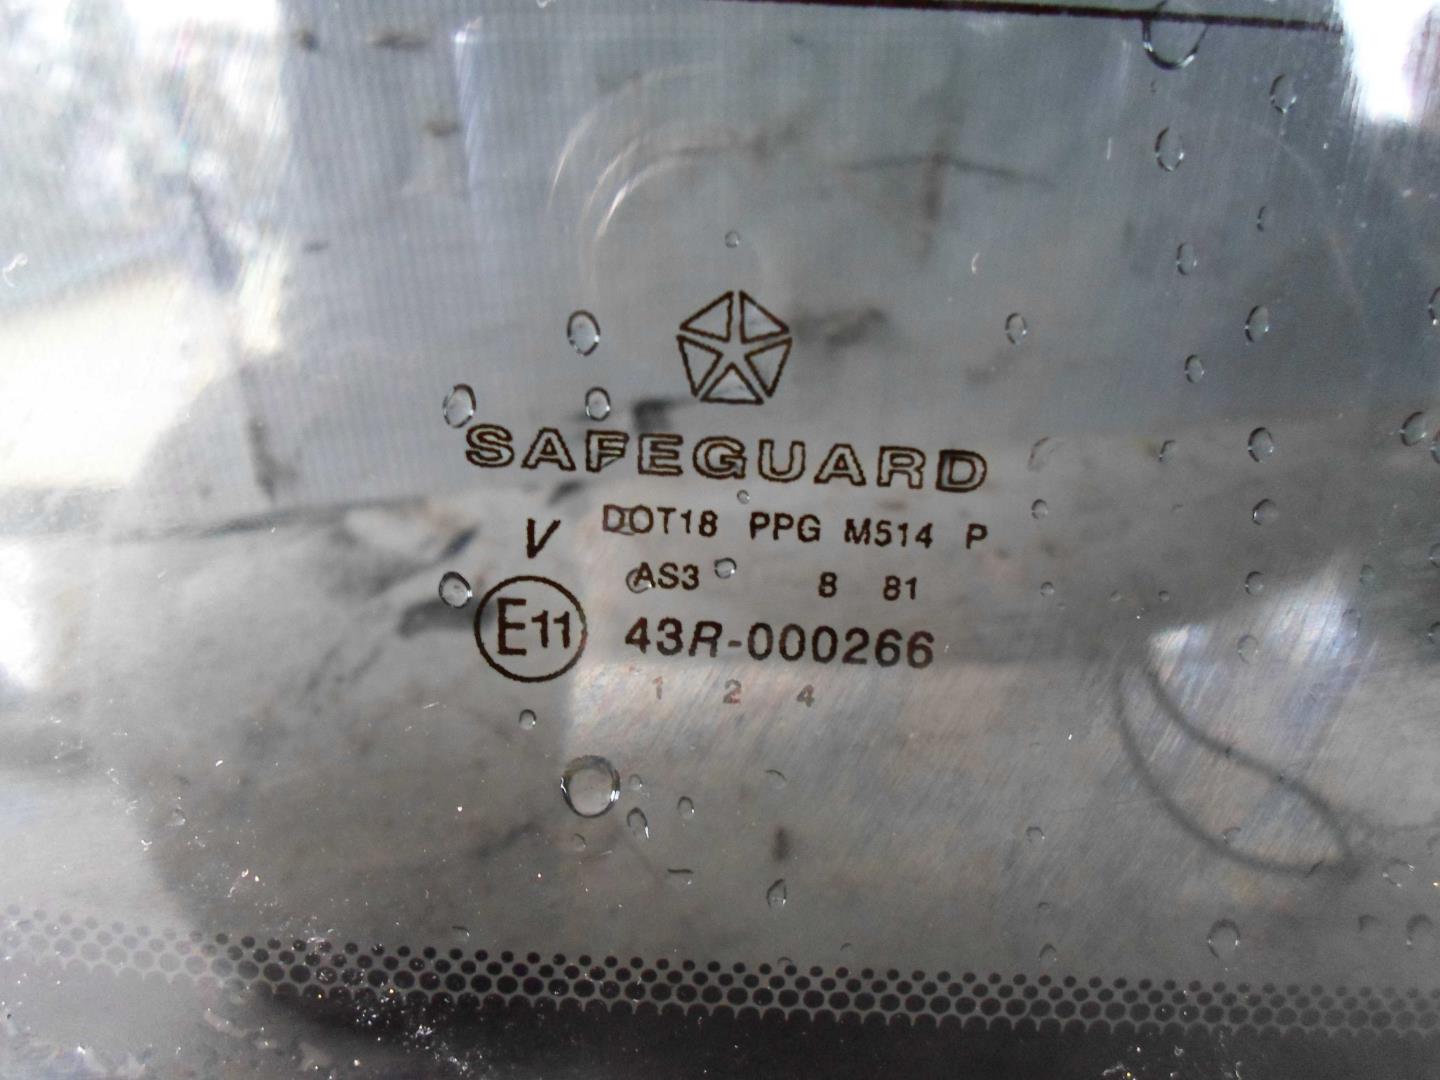 SAFEGUARD
V DOT18 PPG M514 P
AS3 8 81
E11 43R-000266
1 2 4